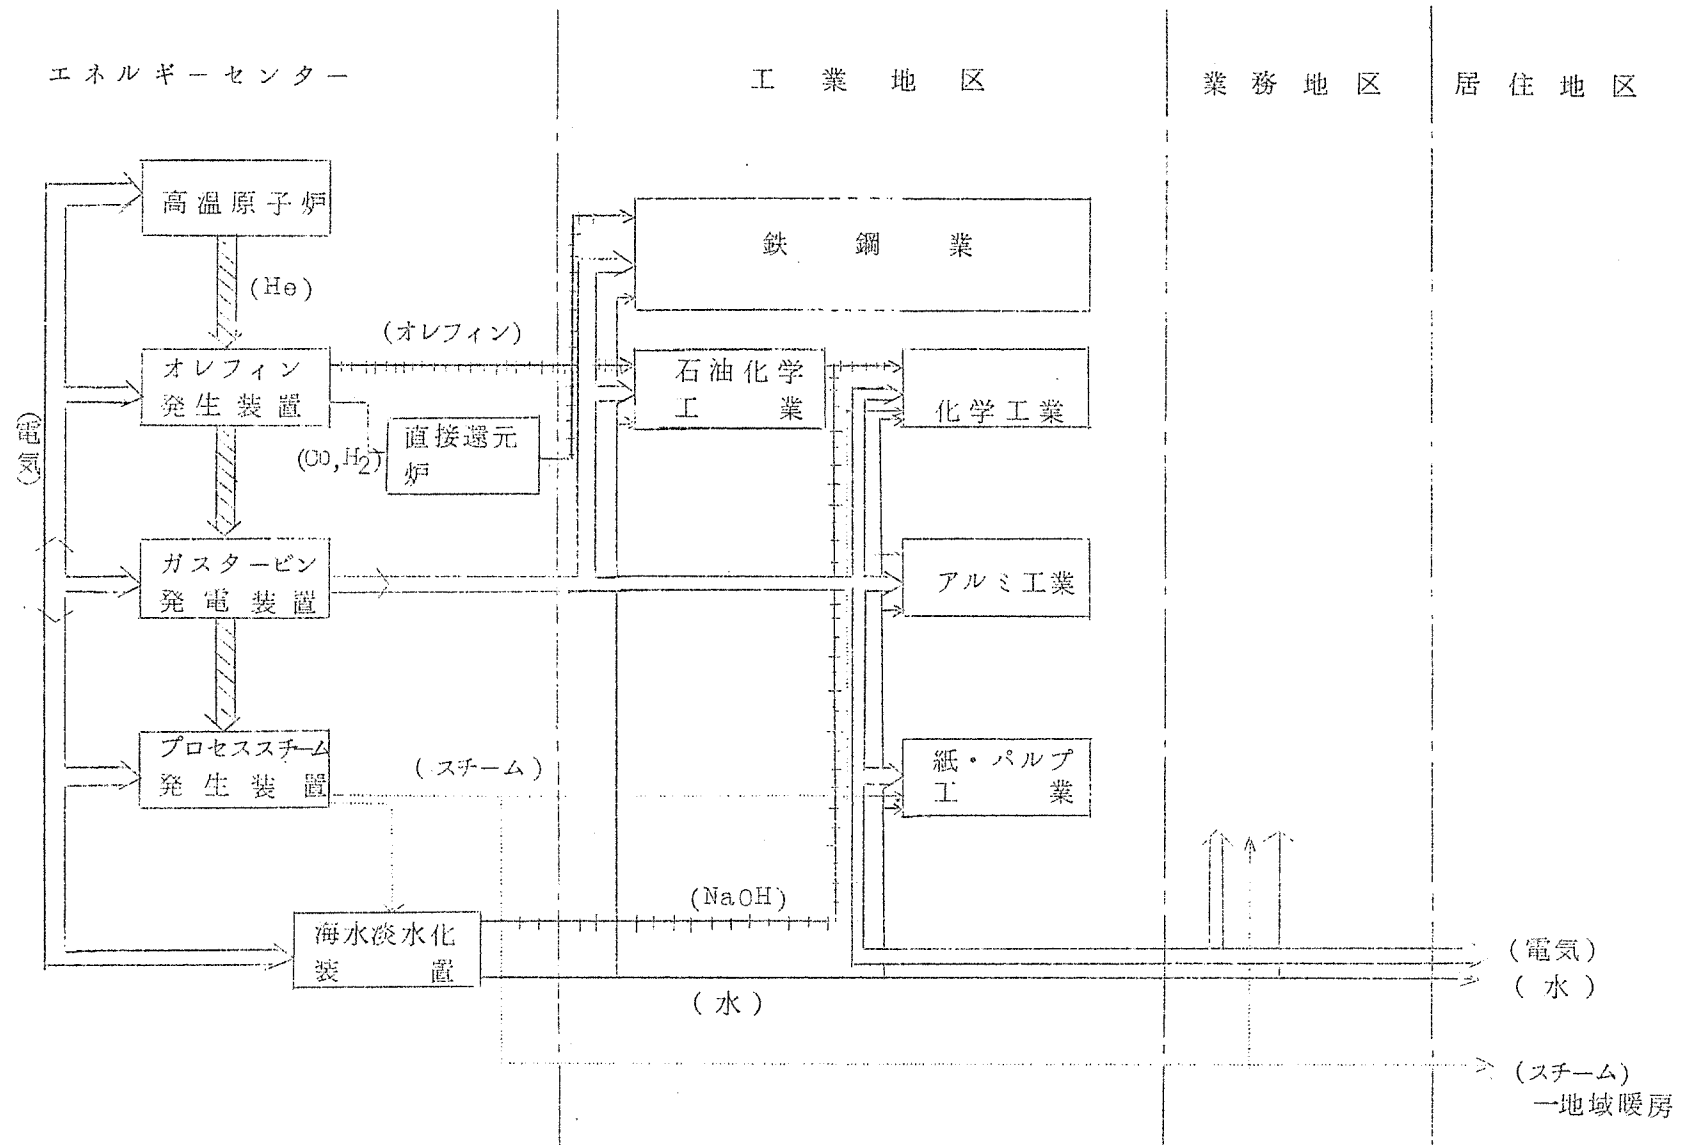 エネルギーセンター
工業地区
業務地区
居住地区
高温原子炉
(He)
鉄鋼業
(オレフィン)
オレフィン
発生装置
石油化学
工業
化学工業
(電気)
(CO,H2)
直接還元
炉
ガスタービン
発電装置
アルミ工業
プロセススチーム
発生装置
(スチーム)
紙・パルプ
工業
(NaOH)
海水淡水化
装置
(水)
(電気)
(水)
(スチーム)
―地域暖房